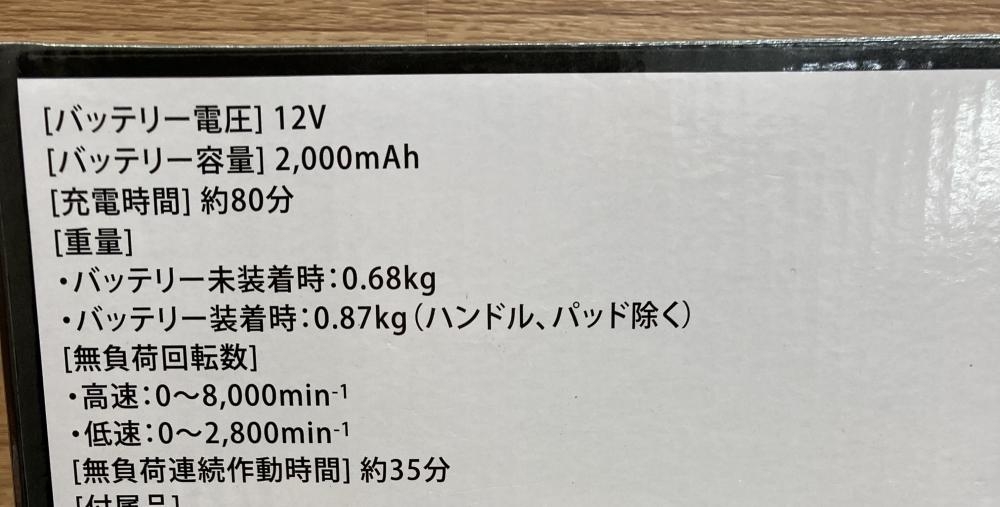 [バッテリー電圧] 12V
[バッテリー容量] 2,000mAh
[充電時間] 約80分
[重量]
・バッテリー未装着時：0.68kg
・バッテリー装着時：0.87kg（ハンドル、パッド除く）
[無負荷回転数]
・高速：0〜8,000min-1
・低速：0〜2,800min-1
[無負荷連続作動時間] 約35分
[付属品]